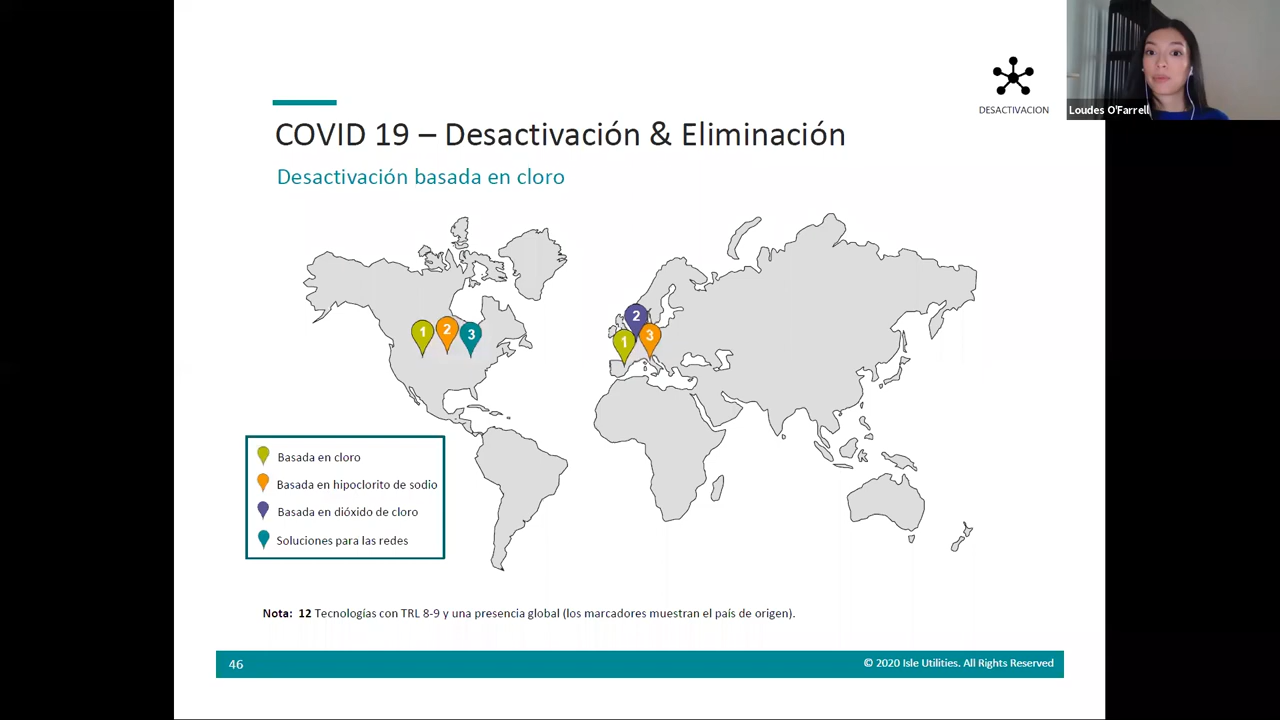 DESACTIVACION
Loudes O'Farrell
COVID 19 – Desactivación & Eliminación
Desactivación basada en cloro
1
2
3
2
1
3
Basada en cloro
Basada en hipoclorito de sodio
Basada en dióxido de cloro
Soluciones para las redes
Nota: 12 Tecnologías con TRL 8-9 y una presencia global (los marcadores muestran el país de origen).
46
© 2020 Isle Utilities. All Rights Reserved